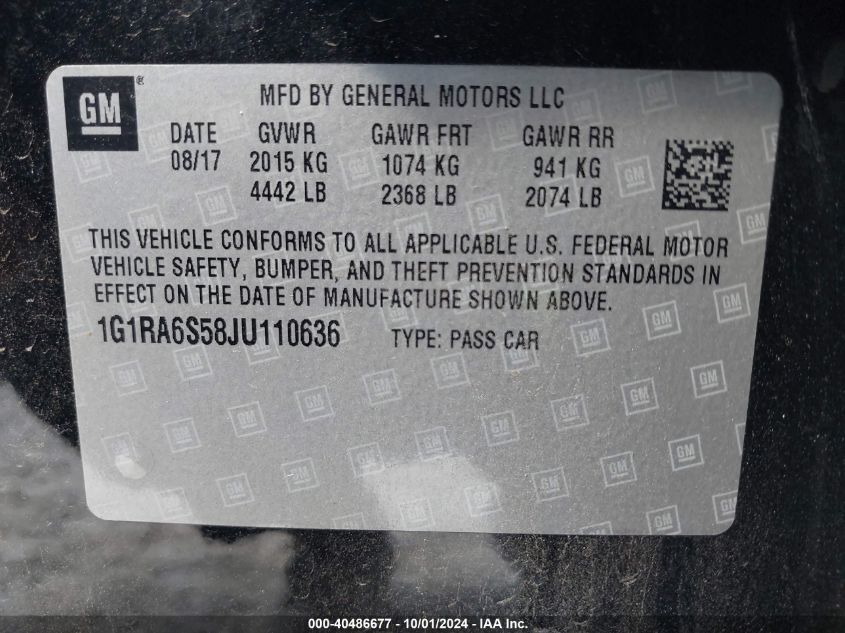 GM ®
MFD BY GENERAL MOTORS LLC
DATE GVWR GAWR FRT GAWR RR
08/17 2015 KG 1074 KG 941 KG
4442 LB 2368 LB 2074 LB
THIS VEHICLE CONFORMS TO ALL APPLICABLE U.S. FEDERAL MOTOR
VEHICLE SAFETY, BUMPER, AND THEFT PREVENTION STANDARDS IN
EFFECT ON THE DATE OF MANUFACTURE SHOWN ABOVE.
1G1RA6S58JU110636 TYPE: PASS CAR
000-40486677 - 10/01/2024 - IAA Inc.